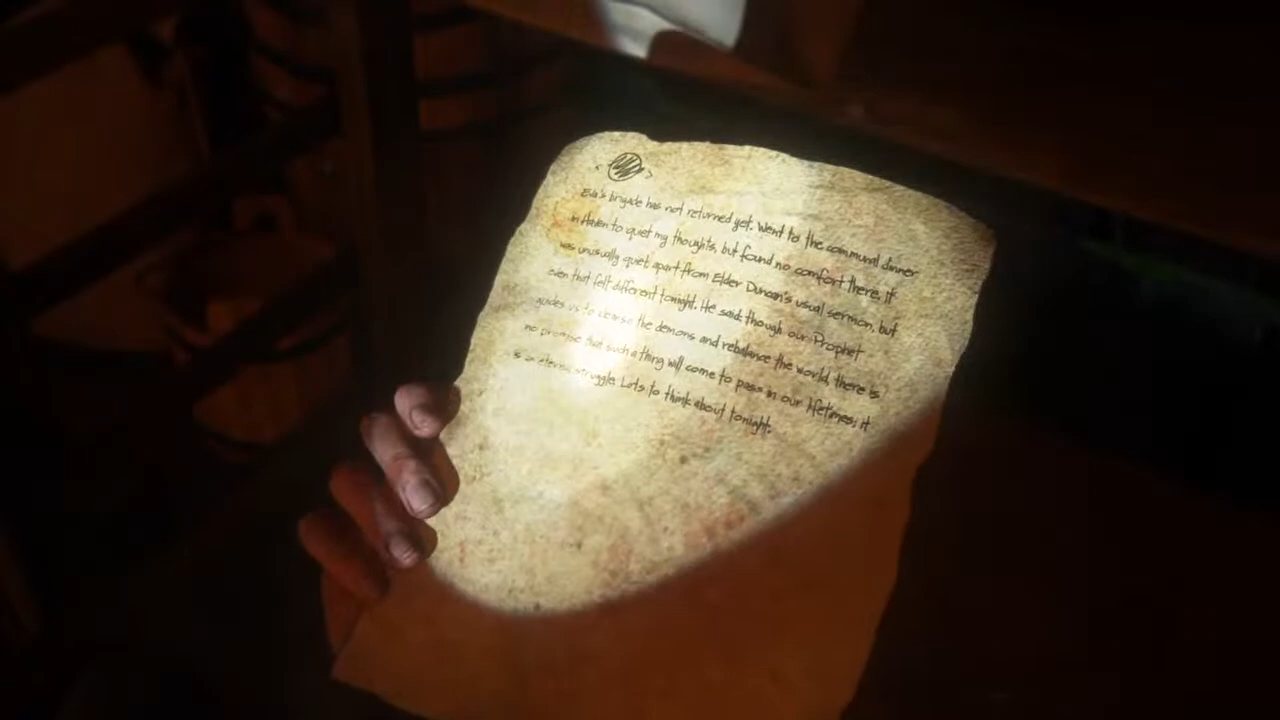 Eva's brigade has not returned yet. Went to the communal dinner
in Haven to quiet my thoughts, but found no comfort there. It
was unusually quiet apart from Elder Duncan's usual sermon, but
even that felt different tonight. He said though our Prophet
guides us to cleanse the demons and rebalance the world, there is
no promise that such a thing will come to pass in our lifetimes; it
is an eternal struggle. Lots to think about tonight.